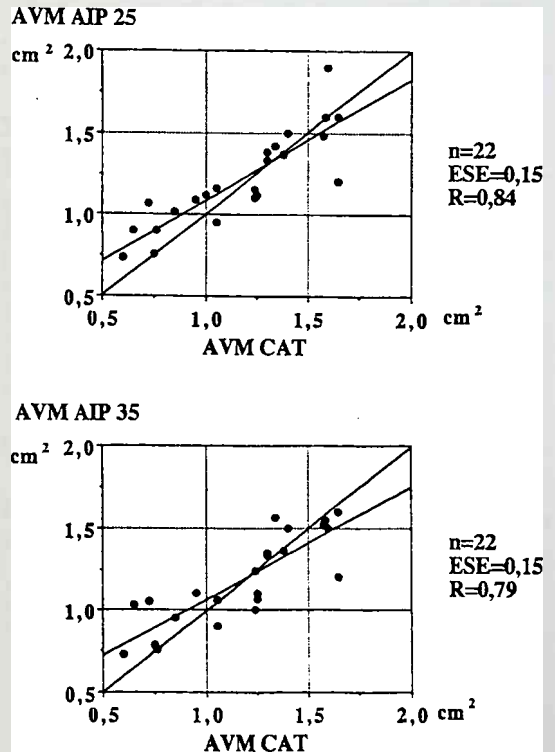 AVM AIP 25
cm² 2,0
1,5
n=22
ESE=0,15
R=0,84
1,0
0,5
0,5 1,0 1,5 2,0 cm²
AVM CAT
AVM AIP 35
cm² 2,0
1,5
n=22
ESE=0,15
R=0,79
1,0
0,5
0,5 1,0 1,5 2,0 cm²
AVM CAT